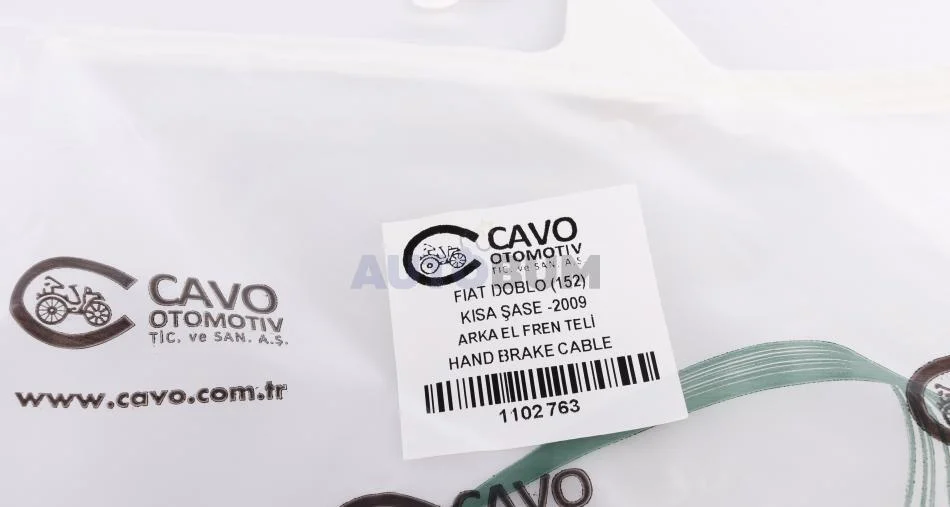 CAVO
OTOMOTIV
TİC. ve SAN. A.Ş.
www.cavo.com.tr
CAVO
OTOMOTIV
TİC. ve SAN. A.Ş.
AUTOBUM
FIAT DOBLO (152)
KISA ŞASE -2009
ARKA EL FREN TELİ
HAND BRAKE CABLE
1102763
CAVO